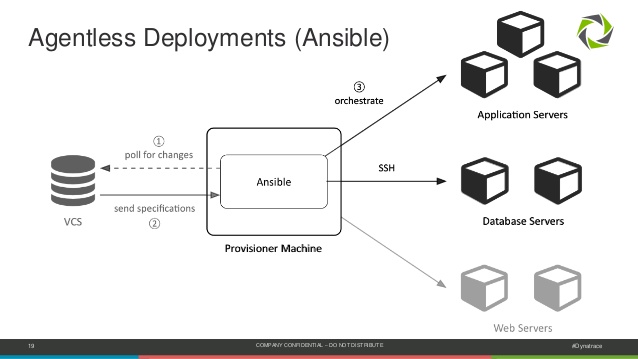 Agentless Deployments (Ansible)
③
orchestrate
Application Servers
①
poll for changes
Ansible
SSH
send specifications
②
VCS
Database Servers
Provisioner Machine
Web Servers
19
COMPANY CONFIDENTIAL – DO NOT DISTRIBUTE
#Dynatrace